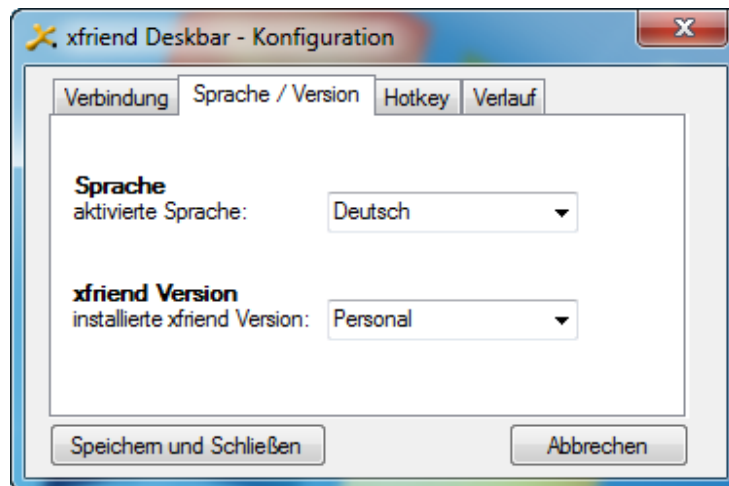 xfriend Deskbar - Konfiguration
Verbindung Sprache / Version Hotkey Verlauf
Sprache
aktivierte Sprache: Deutsch
xfriend Version
installierte xfriend Version: Personal
Speichern und Schließen Abbrechen